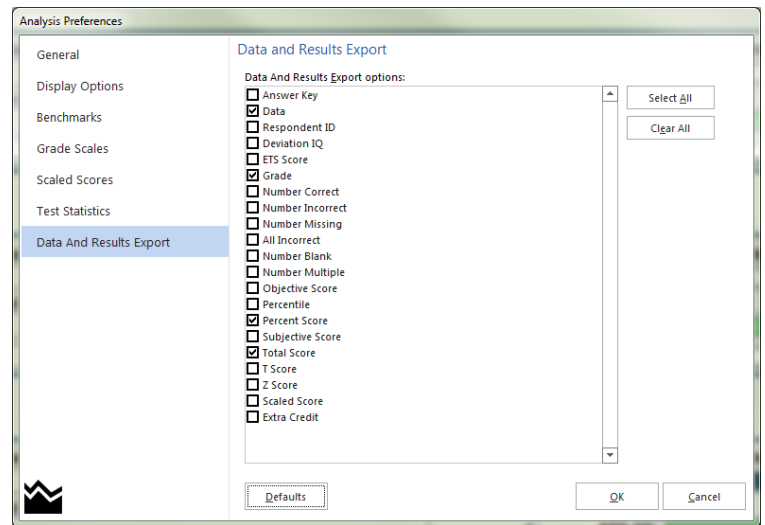 Analysis Preferences
General
Display Options
Benchmarks
Grade Scales
Scaled Scores
Test Statistics
Data And Results Export
Data and Results Export
Data And Results Export options:
Answer Key
Data
Respondent ID
Deviation IQ
ETS Score
Grade
Number Correct
Number Incorrect
Number Missing
All Incorrect
Number Blank
Number Multiple
Objective Score
Percentile
Percent Score
Subjective Score
Total Score
T Score
Z Score
Scaled Score
Extra Credit
Select All
Clear All
Defaults
OK
Cancel